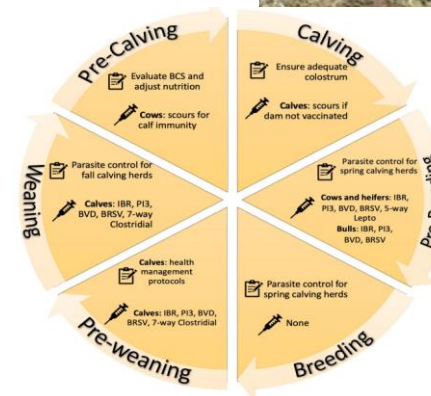 Pre-Calving
Evaluate BCS and
adjust nutrition
Cows: scours for
calf immunity
Calving
Ensure adequate
colostrum
Calves: scours if
dam not vaccinated
Parasite control for
spring calving herds
Cows and heifers: IBR,
PI3, BVD, BRSV, 5-way
Lepto
Bulls: IBR, PI3,
BVD, BRSV
Breeding
Parasite control for
spring calving herds
None
Pre-weaning
Calves: health
management
protocols
Calves: IBR, PI3, BVD,
BRSV, 7-way Clostridial
Weaning
Parasite control for
fall calving herds
Calves: IBR, PI3,
BVD, BRSV, 7-way
Clostridial